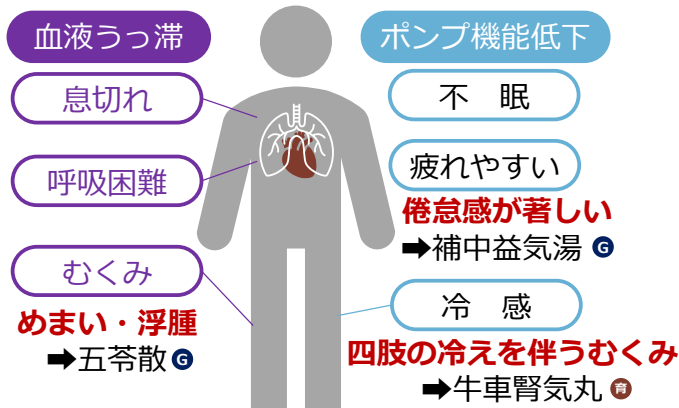 血液うっ滞
息切れ
呼吸困難
むくみ
めまい・浮腫
➡五苓散 G
ポンプ機能低下
不　眠
疲れやすい
倦怠感が著しい
➡補中益気湯 G
冷　感
四肢の冷えを伴うむくみ
➡牛車腎気丸 育